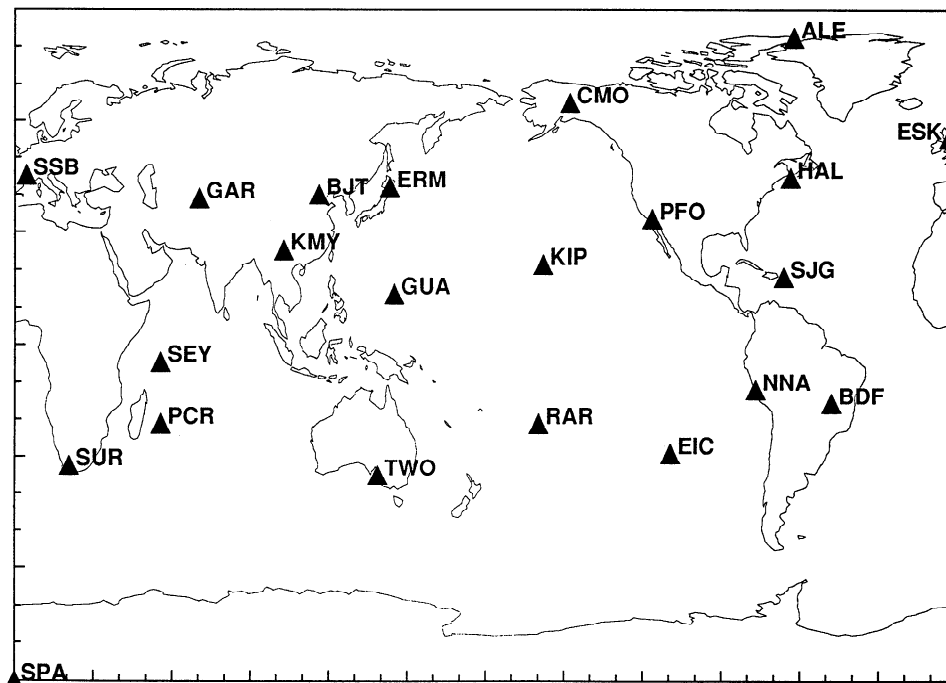 ALE
CMO
ESK
SSB
HAL
GAR
BJT
ERM
PFO
KMY
KIP
SJG
GUA
SEY
NNA
BDF
PCR
RAR
SUR
EIC
TWO
SPA